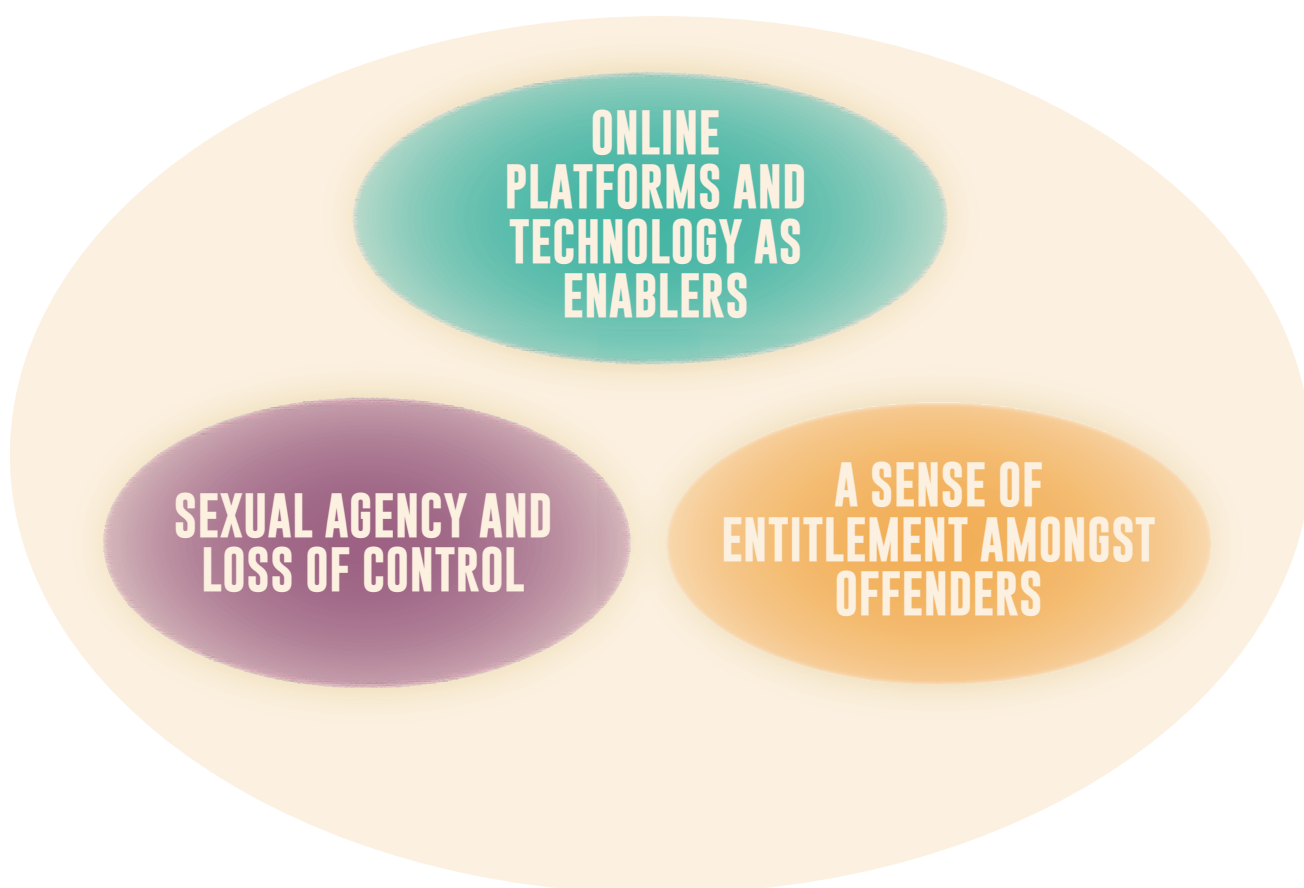 ONLINE
PLATFORMS AND
TECHNOLOGY AS
ENABLERS
SEXUAL AGENCY AND
LOSS OF CONTROL
A SENSE OF
ENTITLEMENT AMONGST
OFFENDERS